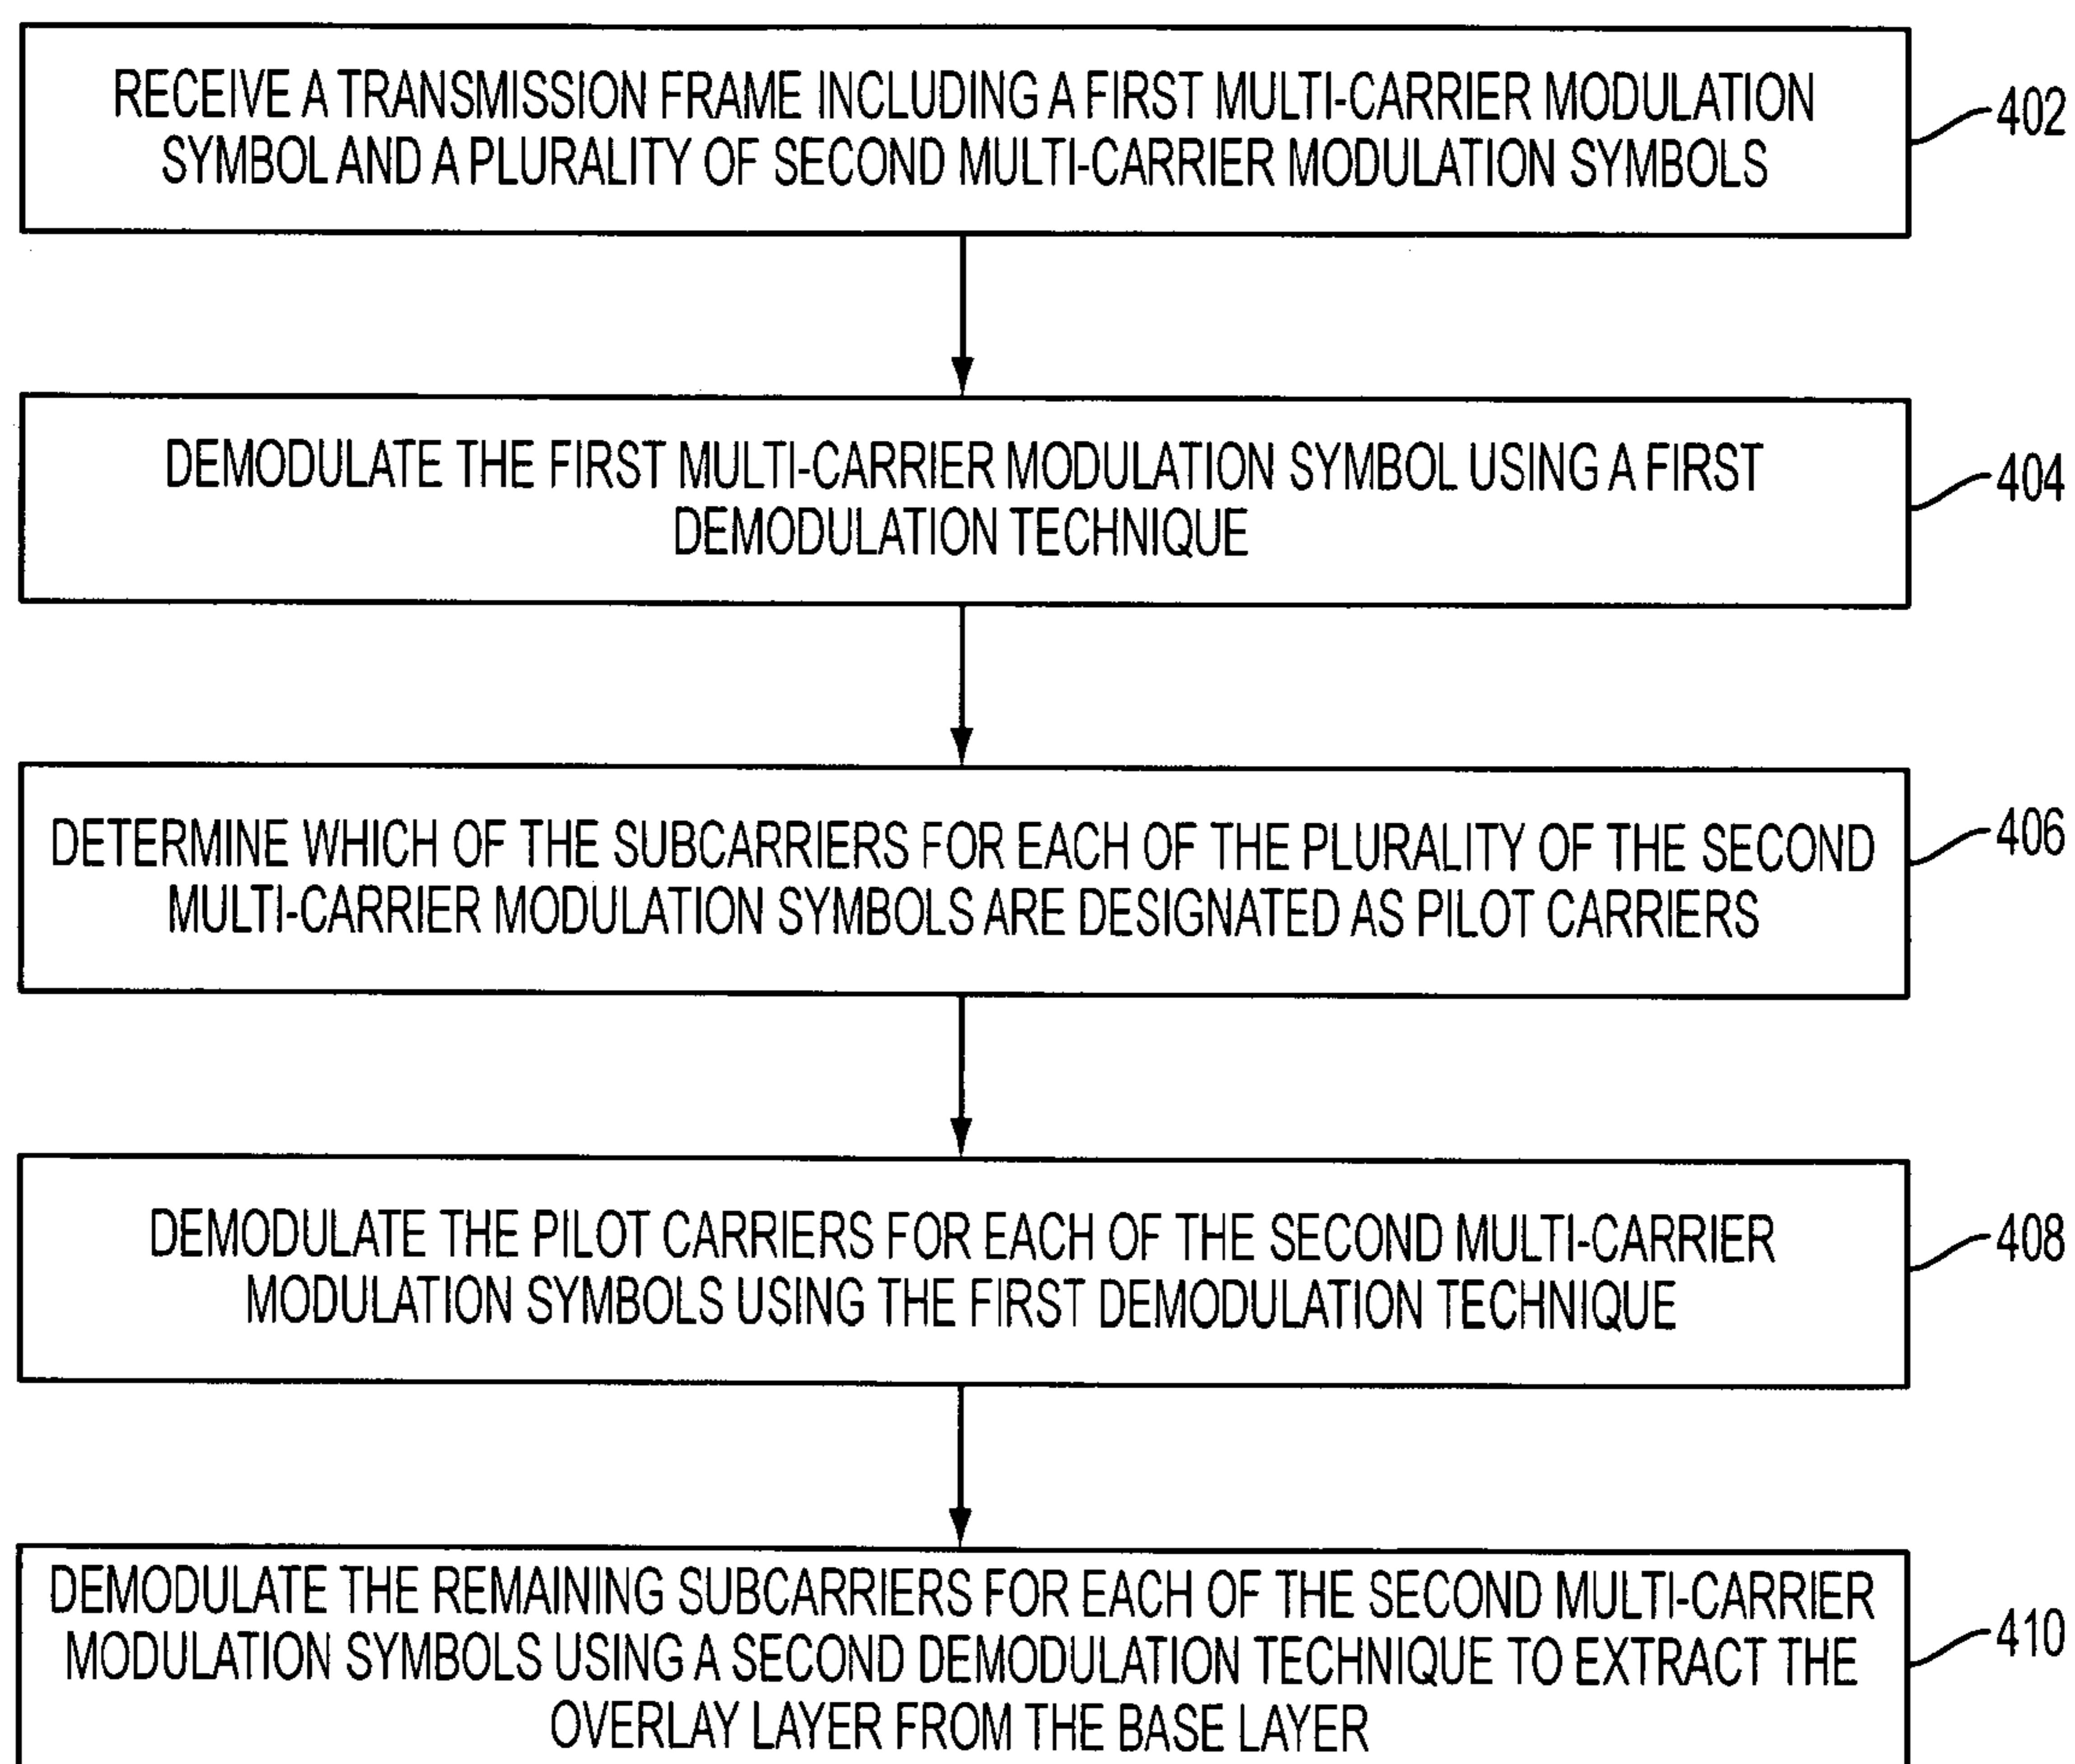 RECEIVE A TRANSMISSION FRAME INCLUDING A FIRST MULTI-CARRIER MODULATION
SYMBOL AND A PLURALITY OF SECOND MULTI-CARRIER MODULATION SYMBOLS
402
DEMODULATE THE FIRST MULTI-CARRIER MODULATION SYMBOL USING A FIRST
DEMODULATION TECHNIQUE
404
DETERMINE WHICH OF THE SUBCARRIERS FOR EACH OF THE PLURALITY OF THE SECOND
MULTI-CARRIER MODULATION SYMBOLS ARE DESIGNATED AS PILOT CARRIERS
406
DEMODULATE THE PILOT CARRIERS FOR EACH OF THE SECOND MULTI-CARRIER
MODULATION SYMBOLS USING THE FIRST DEMODULATION TECHNIQUE
408
DEMODULATE THE REMAINING SUBCARRIERS FOR EACH OF THE SECOND MULTI-CARRIER
MODULATION SYMBOLS USING A SECOND DEMODULATION TECHNIQUE TO EXTRACT THE
OVERLAY LAYER FROM THE BASE LAYER
410